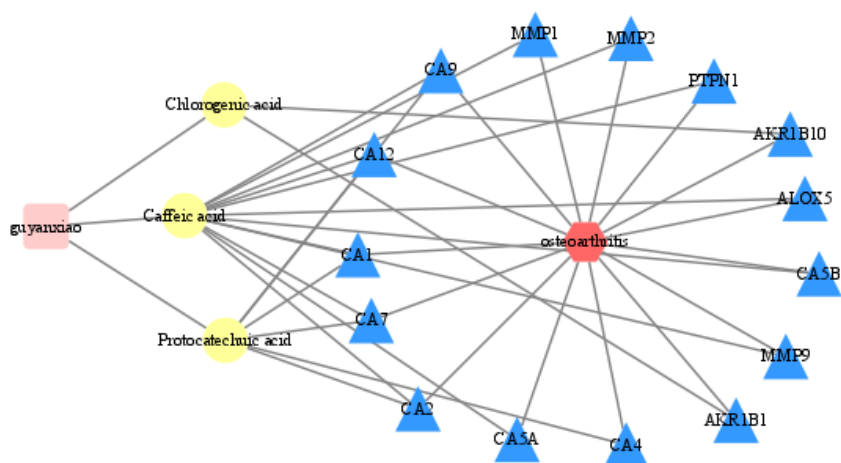 MMP1
MMP2
CA9
PTPN1
Chlorogenic acid
AKR1B10
CA12
ALOX5
Caffeic acid
guyanxiao
osteoarthritis
CA1
CA5B
CA7
Protocatechuic acid
MMP9
CA2
AKR1B1
CA5A
CA4